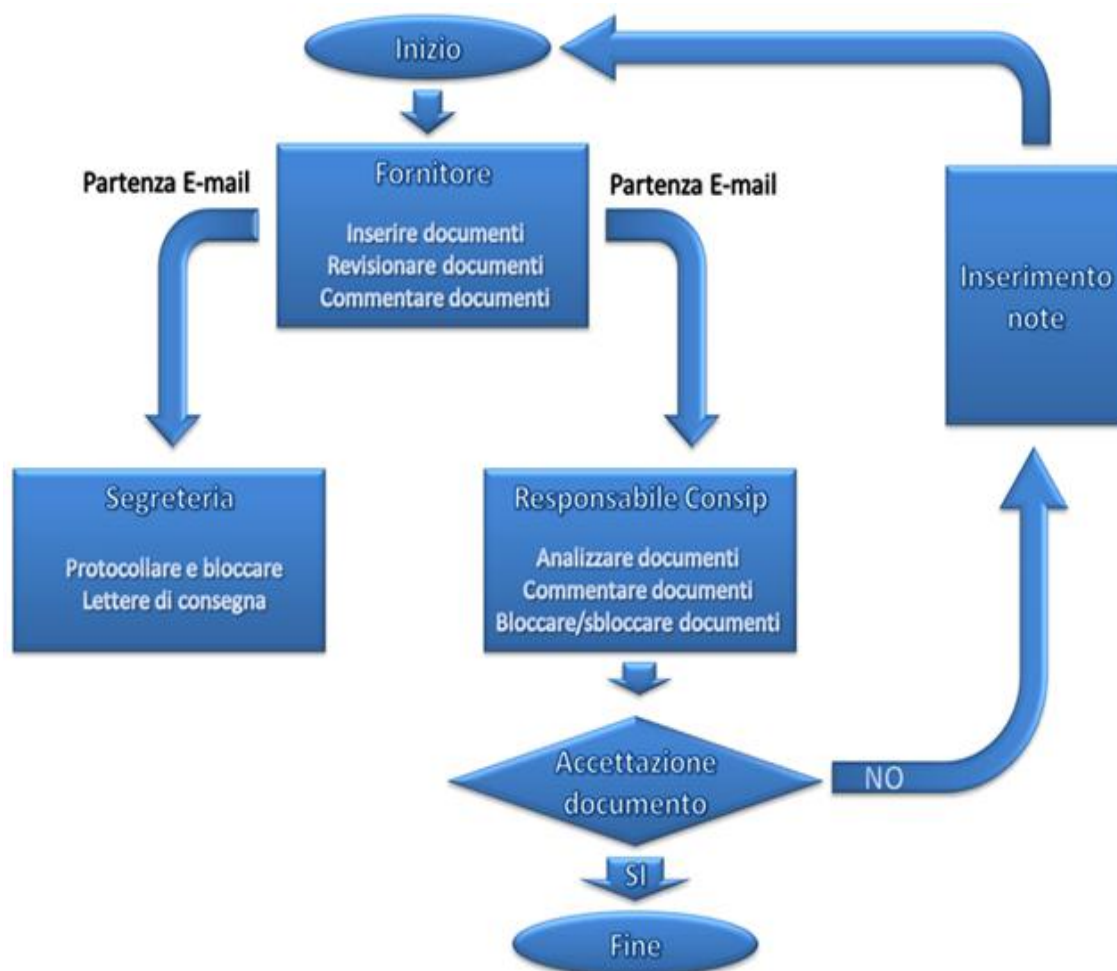 Inizio
Partenza E-mail
Fornitore
Partenza E-mail
Inserire documenti
Revisionare documenti
Commentare documenti
Inserimento
note
Segreteria
Protocollare e bloccare
Lettere di consegna
Responsabile Consip
Analizzare documenti
Commentare documenti
Bloccare/sbloccare documenti
Accettazione
documento
NO
SI
Fine